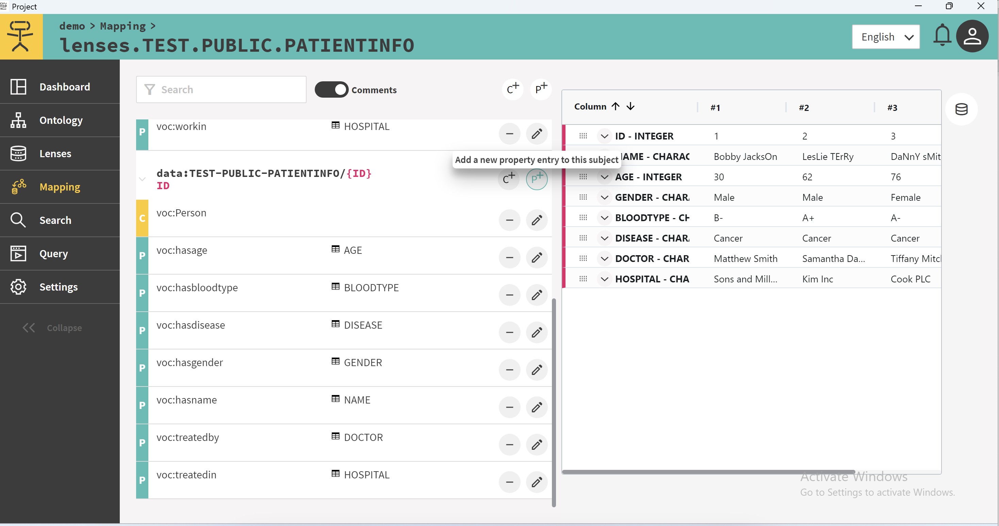 Project
demo > Mapping >
lenses.TEST.PUBLIC.PATIENTINFO
English
Dashboard
Ontology
Lenses
Mapping
Search
Query
Settings
Collapse
Search
Comments
C+
P+
P
voc:workin
HOSPITAL
Add a new property entry to this subject
data:TEST-PUBLIC-PATIENTINFO/{ID}
ID
C+
P+
C
voc:Person
P
voc:hasage
AGE
P
voc:hasbloodtype
BLOODTYPE
P
voc:hasdisease
DISEASE
P
voc:hasgender
GENDER
P
voc:hasname
NAME
P
voc:treatedby
DOCTOR
P
voc:treatedin
HOSPITAL
Column #1 #2 #3
ID - INTEGER 1 2 3
AME - CHARAC Bobby JacksOn LesLie TErRy DaNnY sMit
AGE - INTEGER 30 62 76
GENDER - CHAR Male Male Female
BLOODTYPE - CH B- A+ A-
DISEASE - CHAR Cancer Cancer Cancer
DOCTOR - CHAR Matthew Smith Samantha Da... Tiffany Mitcl
HOSPITAL - CHA Sons and Mill... Kim Inc Cook PLC
Activate Windows
Go to Settings to activate Windows.